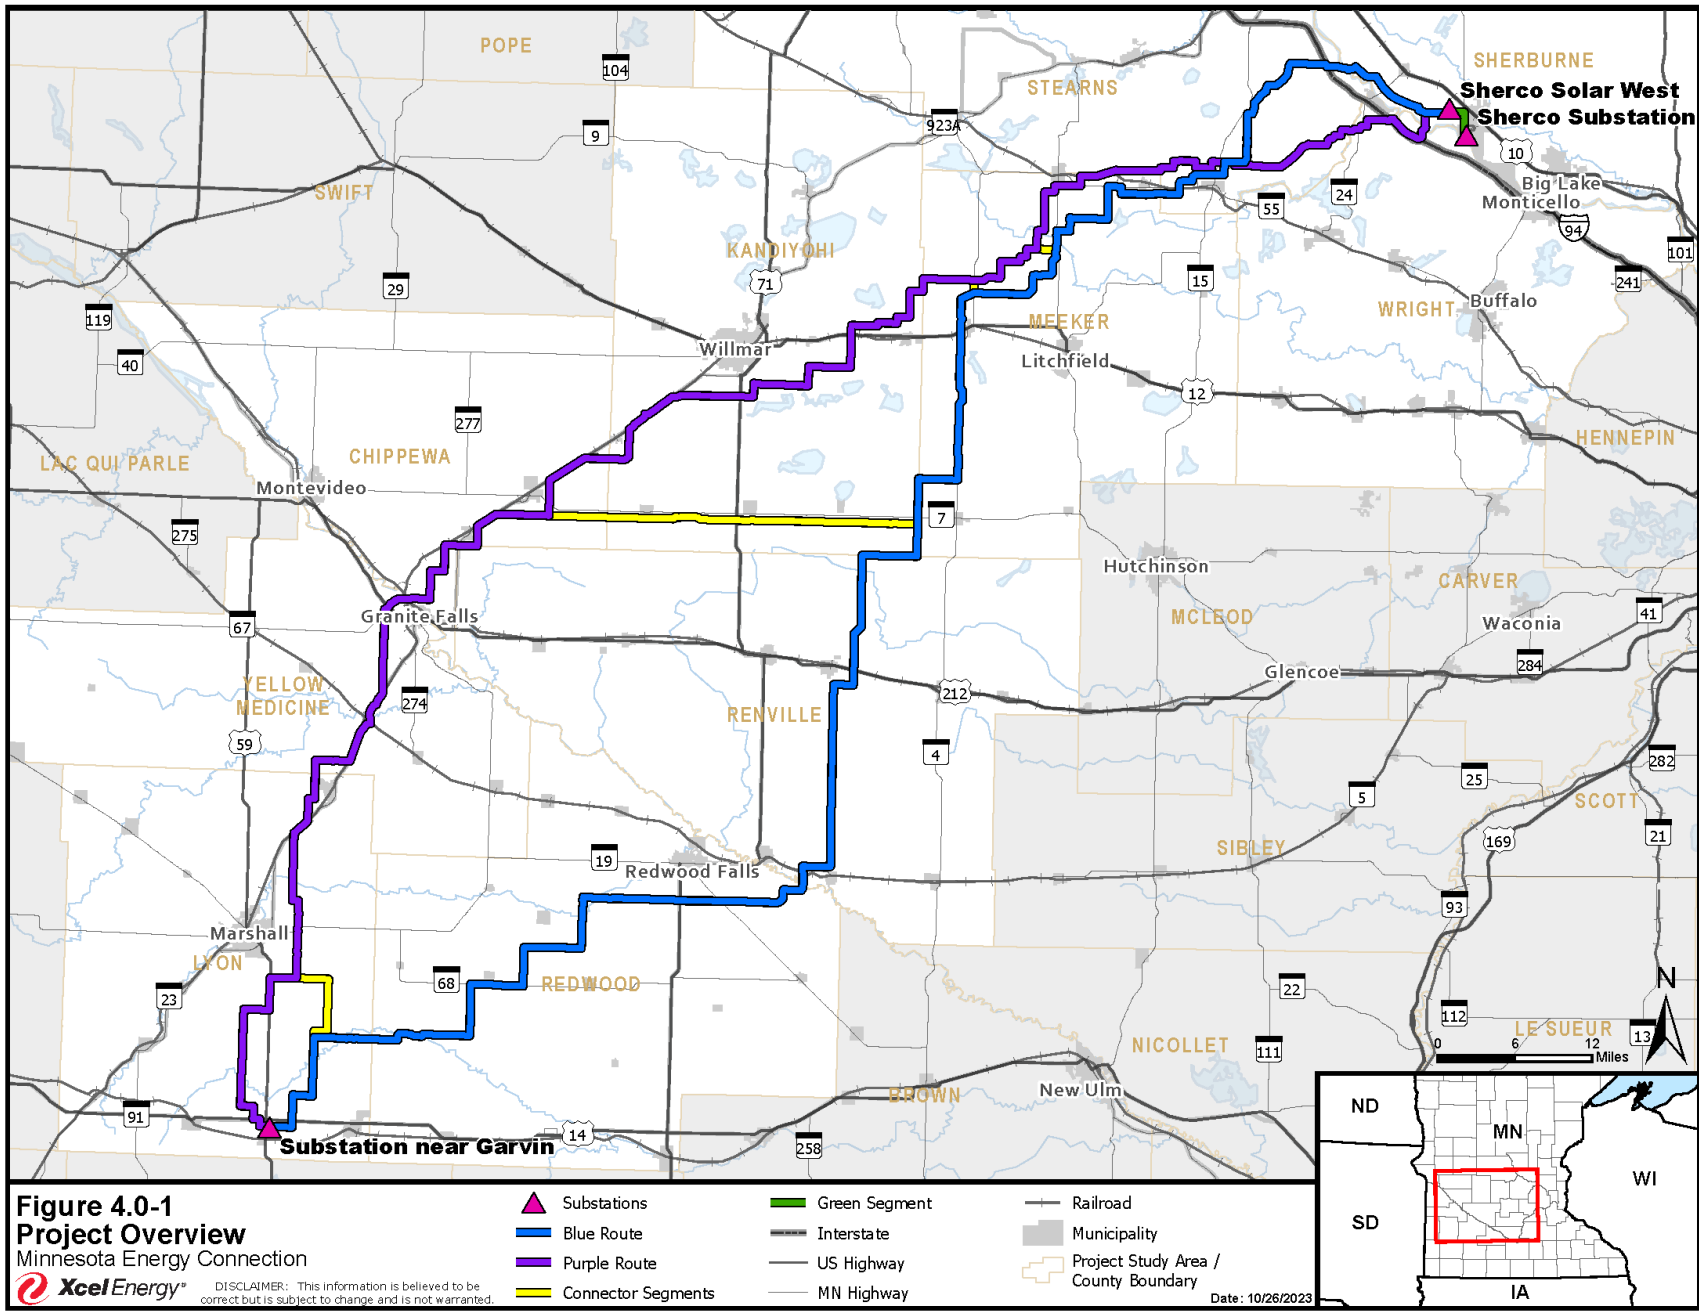 POPE
104
STEARNS
SHERBURNE
Sherco Solar West
Sherco Substation
923A
9
10
SWIFT
24
55
Big Lake
Monticello
94
KANDIYOHI
101
71
15
241
29
119
WRIGHT
Buffalo
MEEKER
Willmar
Litchfield
40
12
277
HENNEPIN
CHIPPEWA
LAC QUI PARLE
Montevideo
7
275
Hutchinson
CARVER
Granite Falls
MCLEOD
41
67
Waconia
284
Glencoe
YELLOW
MEDICINE
274
212
RENVILLE
59
4
282
25
5
SCOTT
21
169
SIBLEY
19
Redwood Falls
93
Marshall
LYON
68
REDWOOD
N
23
22
112
LE SUEUR
13
0 6 12
Miles
NICOLLET
111
New Ulm
BROWN
91
14
Substation near Garvin
258
ND
MN
WI
SD
IA
Figure 4.0-1
Project Overview
Minnesota Energy Connection
Xcel Energy®
DISCLAIMER: This information is believed to be
correct but is subject to change and is not warranted.
Substations
Blue Route
Purple Route
Connector Segments
Green Segment
Interstate
US Highway
MN Highway
Railroad
Municipality
Project Study Area /
County Boundary
Date: 10/26/2023